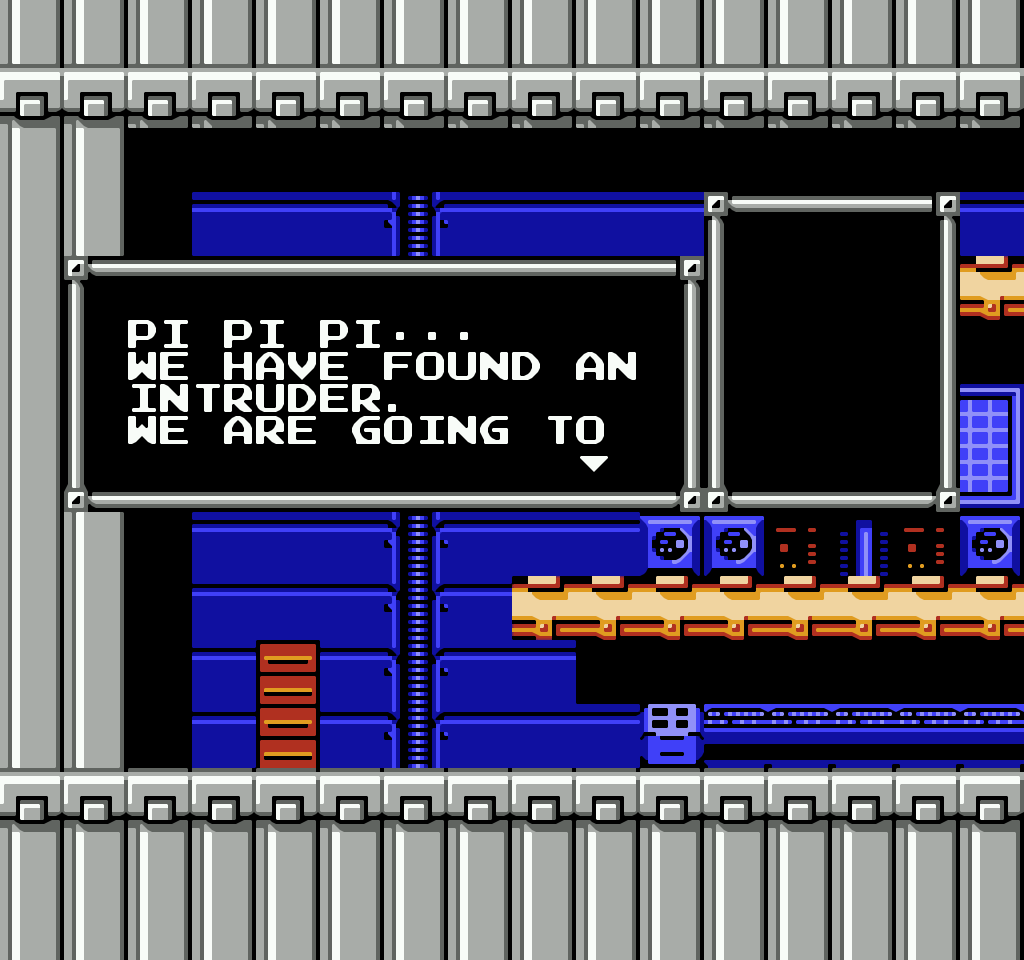 PI PI PI...
WE HAVE FOUND AN
INTRUDER.
WE ARE GOING TO